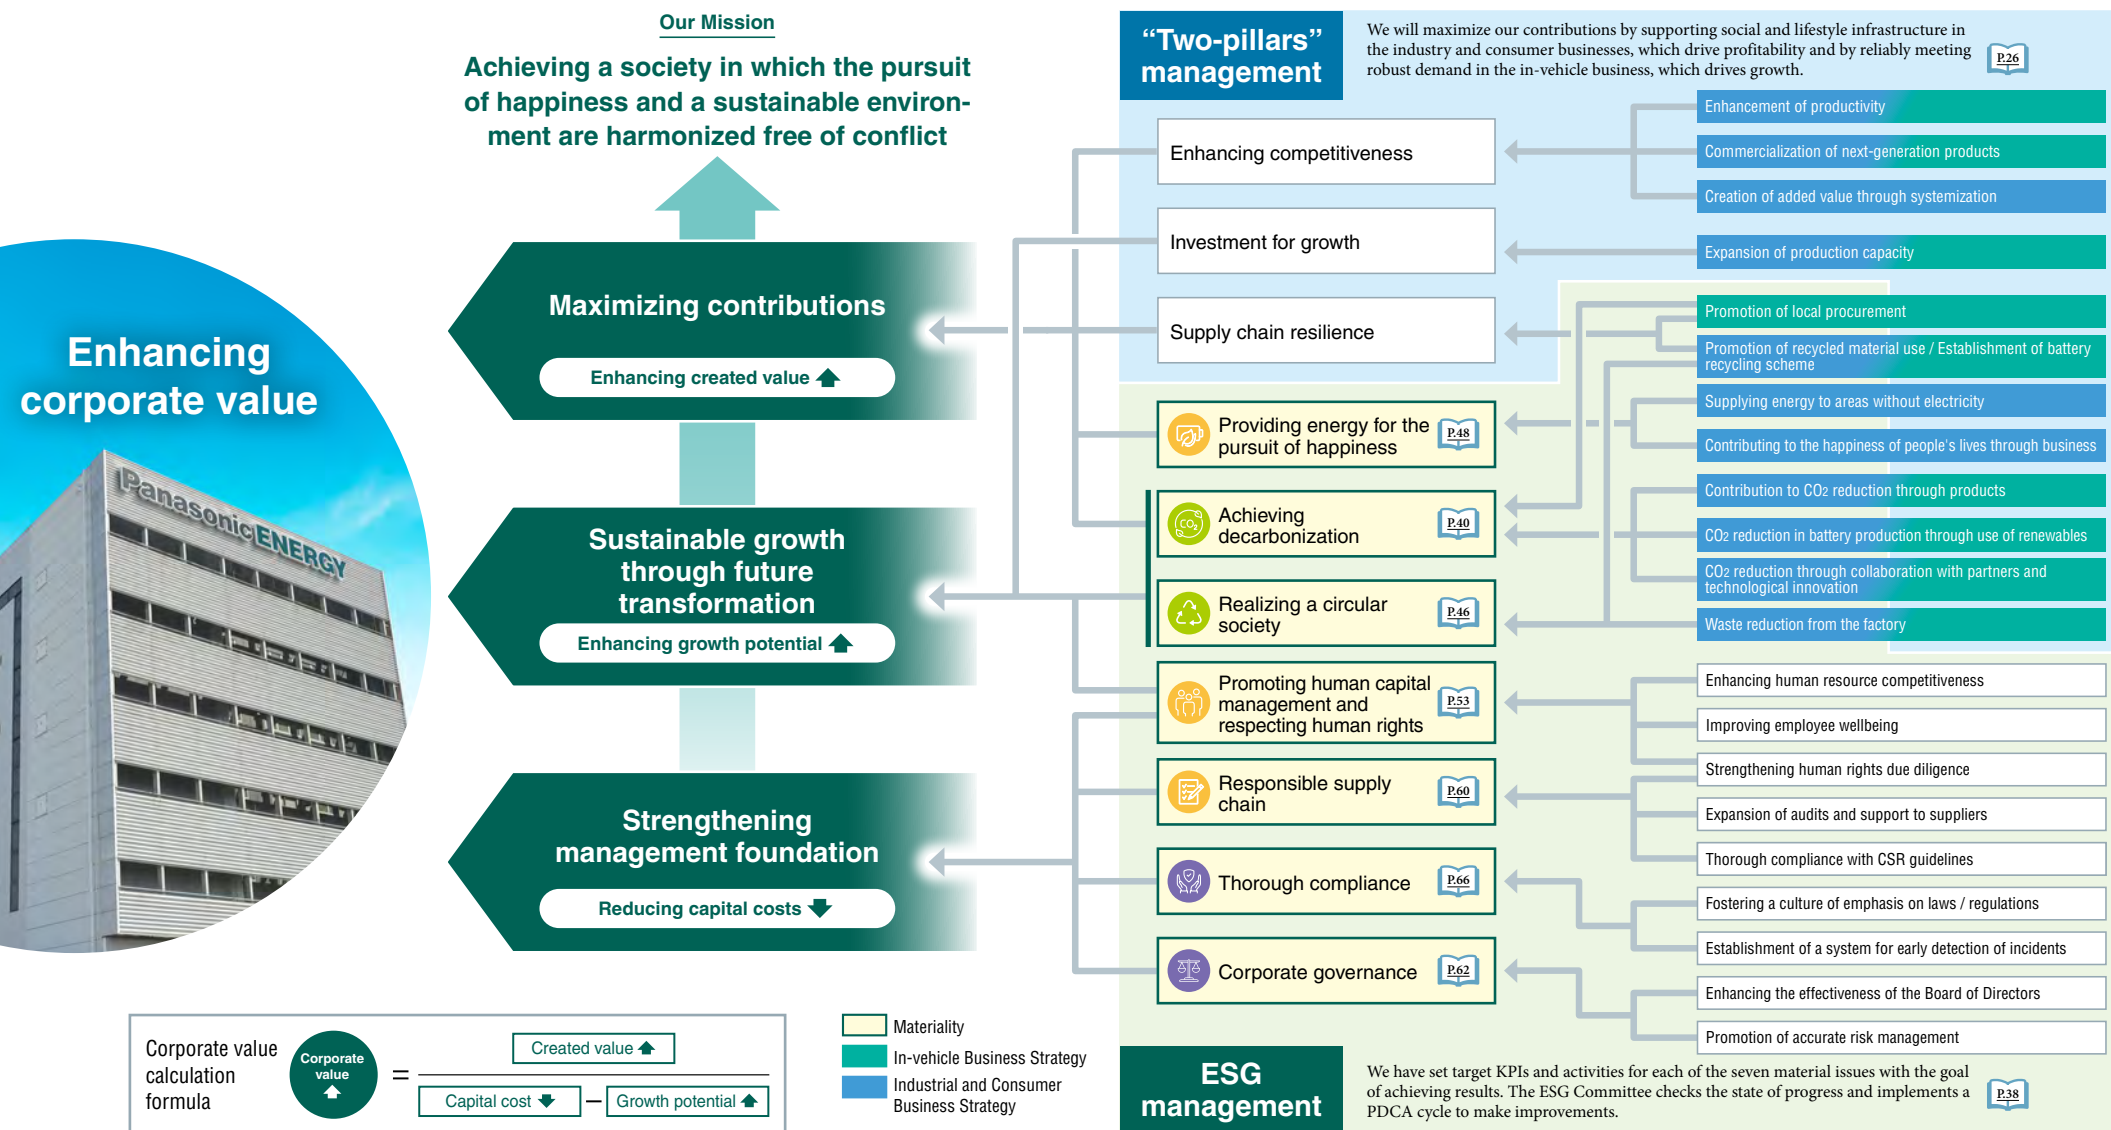 Our Mission
Achieving a society in which the pursuit
of happiness and a sustainable environ-
ment are harmonized free of conflict
Enhancing
corporate value
Panasonic ENERGY
Maximizing contributions
Enhancing created value
Sustainable growth
through future
transformation
Enhancing growth potential
Strengthening
management foundation
Reducing capital costs
Corporate value
calculation
formula
Corporate
value
=
Created value
Capital cost
–
Growth potential
Materiality
In-vehicle Business Strategy
Industrial and Consumer
Business Strategy
“Two-pillars”
management
We will maximize our contributions by supporting social and lifestyle infrastructure in
the industry and consumer businesses, which drive profitability and by reliably meeting
robust demand in the in-vehicle business, which drives growth.
P.26
Enhancing competitiveness
Investment for growth
Supply chain resilience
Providing energy for the
pursuit of happiness
P.48
CO2
Achieving
decarbonization
P.40
Realizing a circular
society
P.46
Promoting human capital
management and
respecting human rights
P.53
Responsible supply
chain
P.60
Thorough compliance
P.66
Corporate governance
P.62
Enhancement of productivity
Commercialization of next-generation products
Creation of added value through systemization
Expansion of production capacity
Promotion of local procurement
Promotion of recycled material use / Establishment of battery
recycling scheme
Supplying energy to areas without electricity
Contributing to the happiness of people's lives through business
Contribution to CO2 reduction through products
CO2 reduction in battery production through use of renewables
CO2 reduction through collaboration with partners and
technological innovation
Waste reduction from the factory
Enhancing human resource competitiveness
Improving employee wellbeing
Strengthening human rights due diligence
Expansion of audits and support to suppliers
Thorough compliance with CSR guidelines
Fostering a culture of emphasis on laws / regulations
Establishment of a system for early detection of incidents
Enhancing the effectiveness of the Board of Directors
Promotion of accurate risk management
ESG
management
We have set target KPIs and activities for each of the seven material issues with the goal
of achieving results. The ESG Committee checks the state of progress and implements a
PDCA cycle to make improvements.
P.38